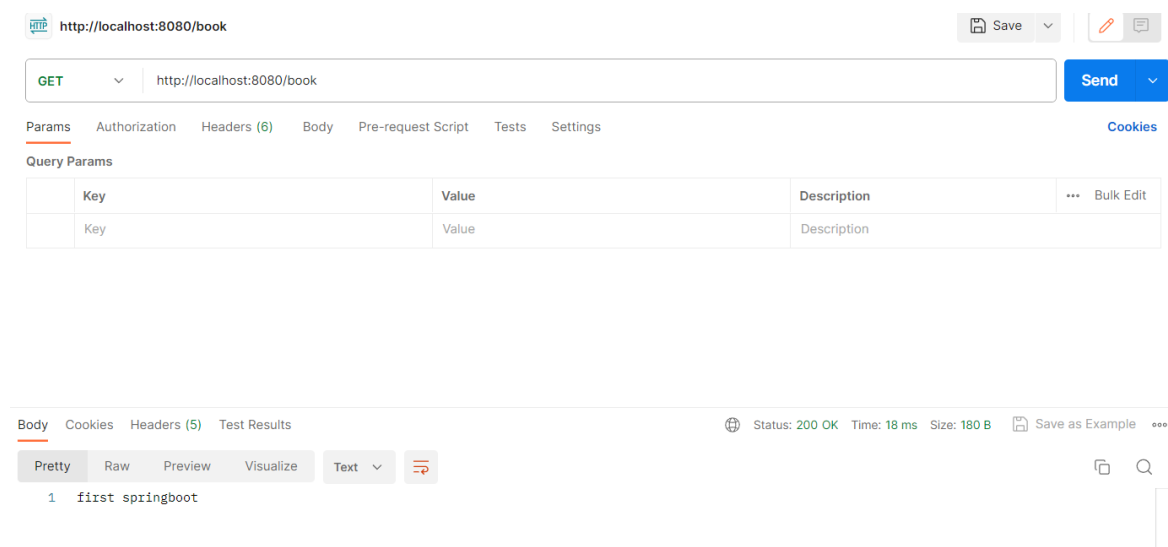 HTTP http://localhost:8080/book Save
GET http://localhost:8080/book Send
Params Authorization Headers (6) Body Pre-request Script Tests Settings Cookies
Query Params
Key Value Description ••• Bulk Edit
Key Value Description
Body Cookies Headers (5) Test Results Status: 200 OK Time: 18 ms Size: 180 B Save as Example
Pretty Raw Preview Visualize Text
1 first springboot